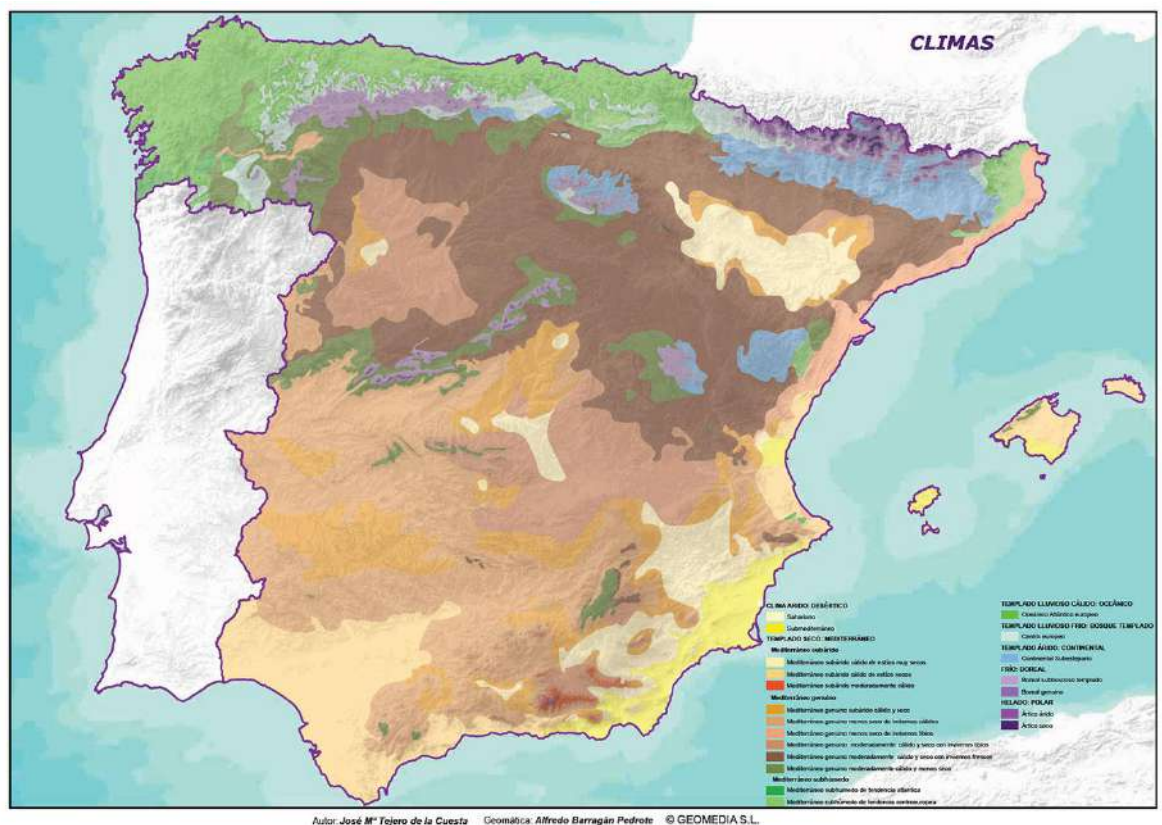 CLIMAS
CLIMA ARIDO: DESÉRTICO
Sahariano
Submediterráneo
TEMPLADO SECO: MEDITERRÁNEO
Mediterráneo subárido
Mediterráneo subárido cálido de estíos muy secos
Mediterráneo subárido cálido de estíos secos
Mediterráneo subárido moderadamente cálido
Mediterráneo genuino
Mediterráneo genuino subárido cálido y seco
Mediterráneo genuino menos seco de inviernos cálidos
Mediterráneo genuino menos seco de inviernos tibios
Mediterráneo genuino moderadamente cálido y seco con inviernos tibios
Mediterráneo genuino moderadamente cálido y seco con inviernos frescos
Mediterráneo genuino moderadamente cálido y menos seco
Mediterráneo subhúmedo
Mediterráneo subhúmedo de tendencia atlántica
Mediterráneo subhúmedo de tendencia centroeuropea
TEMPLADO LLUVIOSO CÁLIDO: OCEÁNICO
Oceánico Atlántico europeo
TEMPLADO LLUVIOSO FRIO: BOSQUE TEMPLADO
Centro europeo
TEMPLADO ÁRIDO: CONTINENTAL
Continental Subestepario
FRÍO: BOREAL
Boreal subnevoso templado
Boreal genuino
HELADO: POLAR
Ártico árido
Ártico seco
Autor: José Mª Tejero de la Cuesta Geomática: Alfredo Barragán Pedrote © GEOMEDIA S.L.